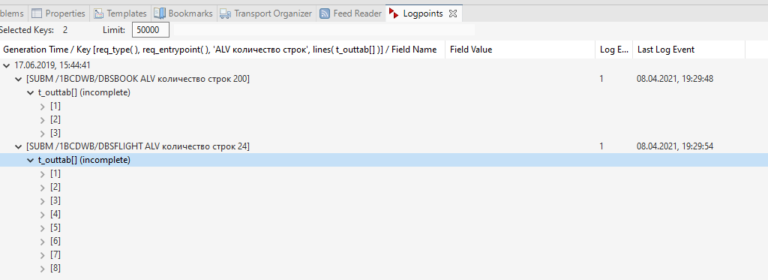 blems Properties Templates Bookmarks Transport Organizer Feed Reader Logpoints
Selected Keys: 2 Limit: 50000
Generation Time / Key [req_type( ), req_entrypoint( ), 'ALV количество строк', lines( t_outtab[] )] / Field Name Field Value Log E... Last Log Event
17.06.2019, 15:44:41
[SUBM /1BCDWB/DBSBOOK ALV количество строк 200] 1 08.04.2021, 19:29:48
t_outtab[] (incomplete)
[1]
[2]
[3]
[SUBM /1BCDWB/DBSFLIGHT ALV количество строк 24] 1 08.04.2021, 19:29:54
t_outtab[] (incomplete)
[1]
[2]
[3]
[4]
[5]
[6]
[7]
[8]